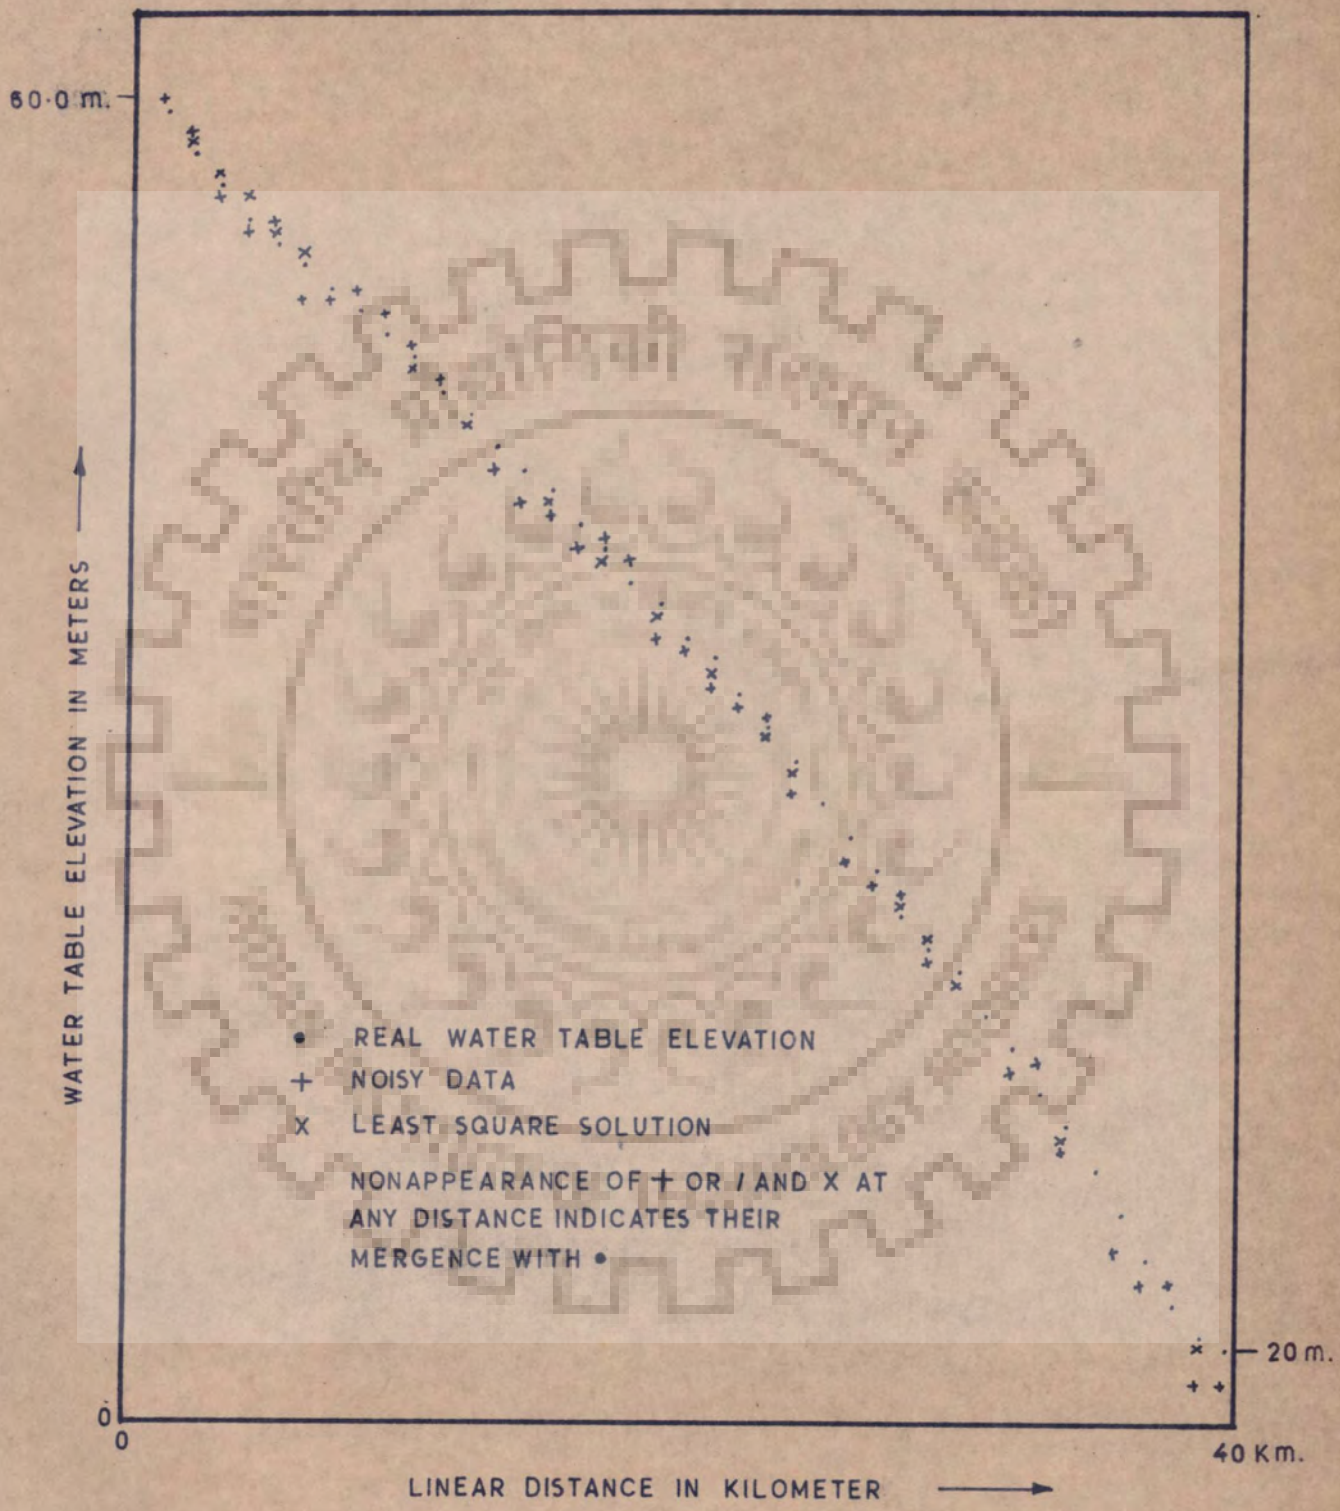 60.0 m.
WATER TABLE ELEVATION IN METERS
• REAL WATER TABLE ELEVATION
+ NOISY DATA
x LEAST SQUARE SOLUTION
NONAPPEARANCE OF + OR / AND X AT
ANY DISTANCE INDICATES THEIR
MERGENCE WITH •
20 m.
0
0
40 Km.
LINEAR DISTANCE IN KILOMETER